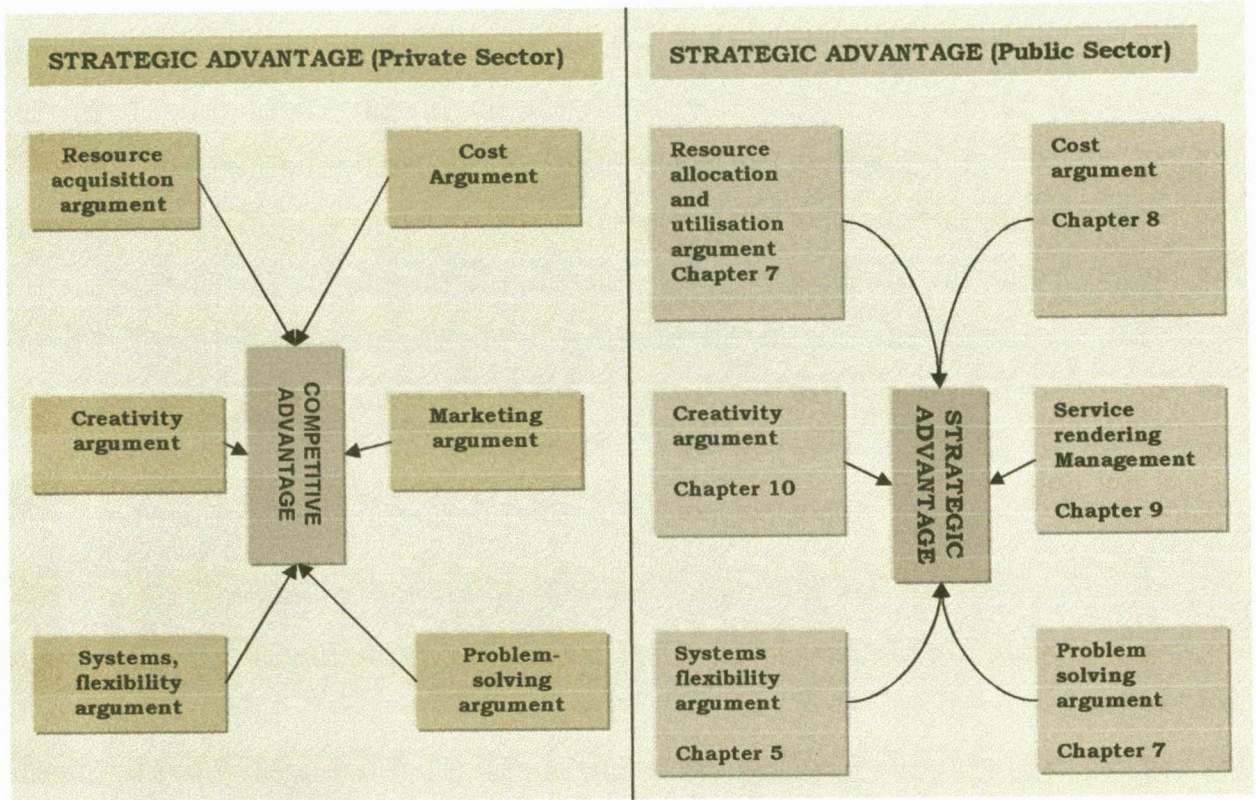 STRATEGIC ADVANTAGE (Private Sector)
Resource
acquisition
argument
Cost
Argument
Creativity
argument
COMPETITIVE
ADVANTAGE
Marketing
argument
Systems,
flexibility
argument
Problem-
solving
argument
STRATEGIC ADVANTAGE (Public Sector)
Resource
allocation
and
utilisation
argument
Chapter 7
Cost
argument
Chapter 8
Creativity
argument
Chapter 10
STRATEGIC
ADVANTAGE
Service
rendering
Management
Chapter 9
Systems
flexibility
argument
Chapter 5
Problem
solving
argument
Chapter 7